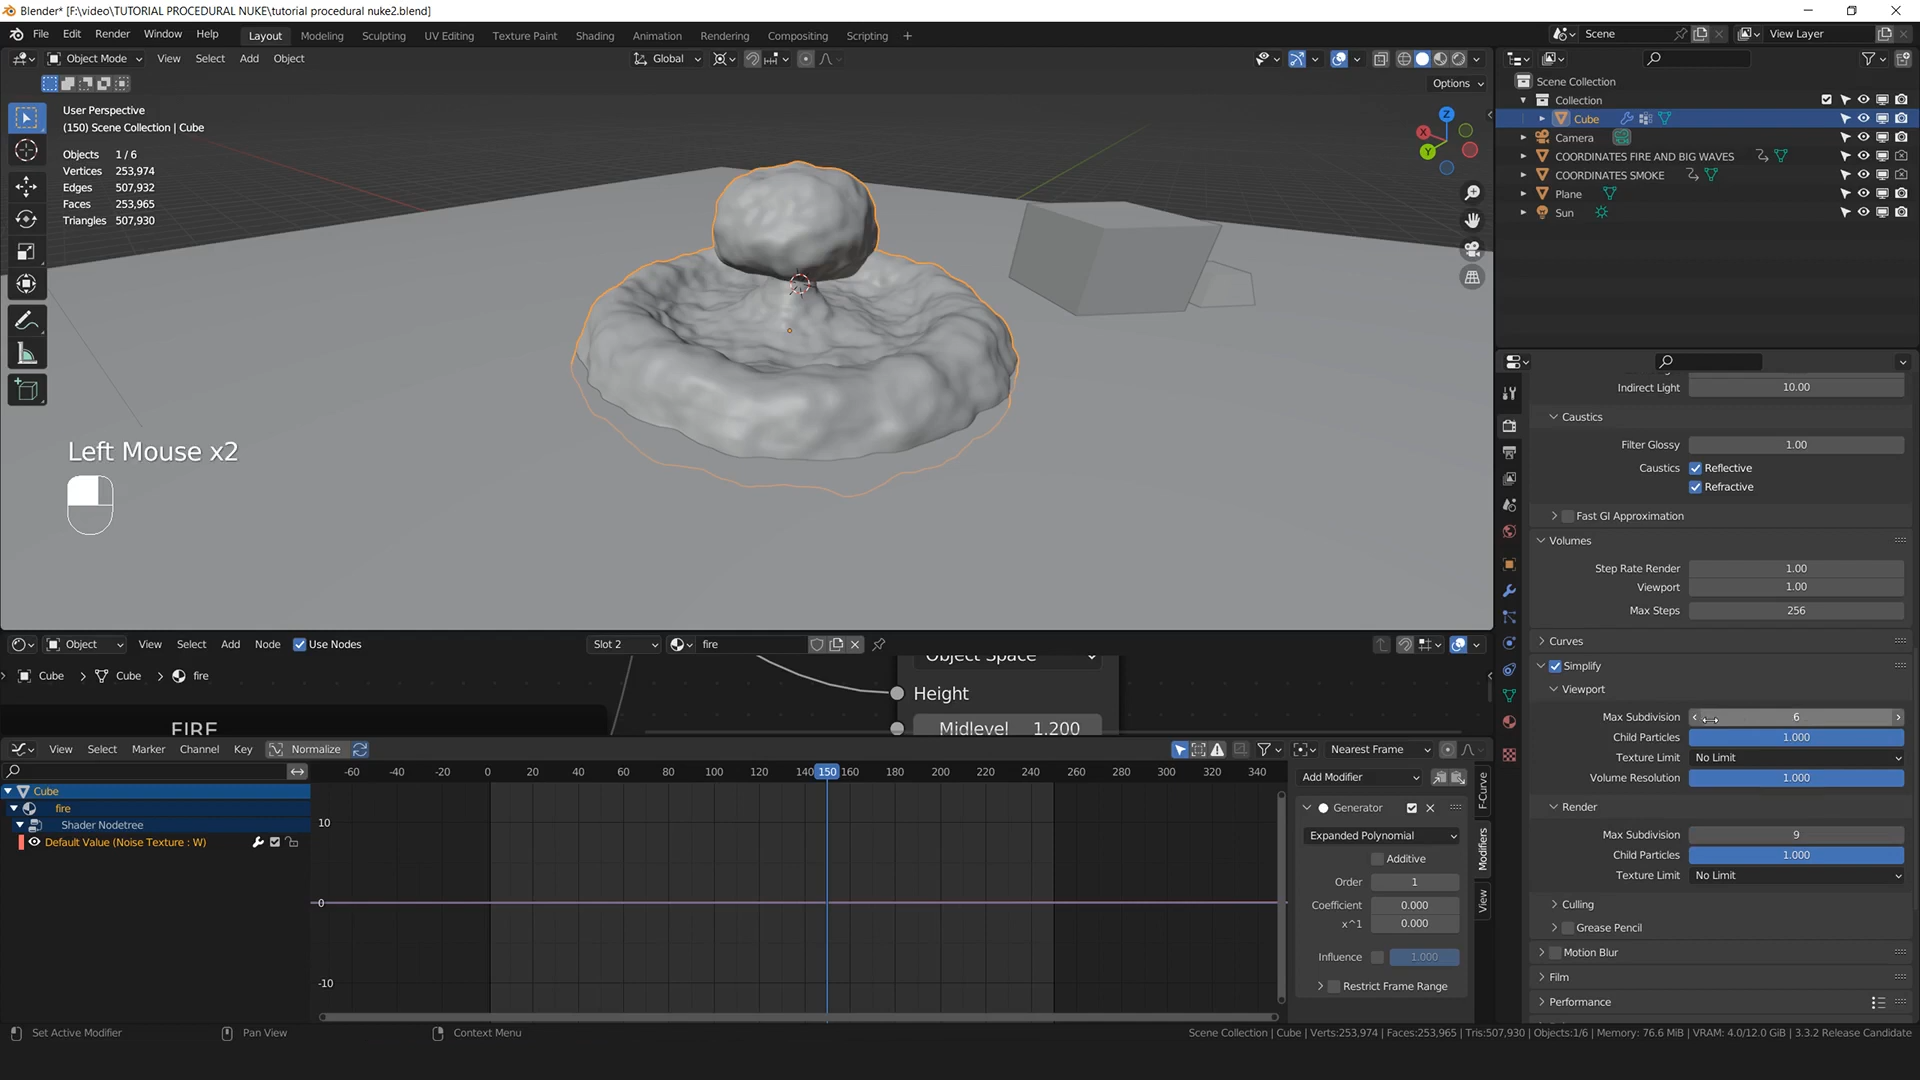 Blender* [F:\video\TUTORIAL PROCEDURAL NUKE\tutorial procedural nuke2.blend]
File Edit Render Window Help Layout Modeling Sculpting UV Editing Texture Paint Shading Animation Rendering Compositing Scripting + Scene View Layer
Object Mode View Select Add Object Global
Options
User Perspective
(150) Scene Collection | Cube
Objects 1/6
Vertices 253,974
Edges 507,932
Faces 253,965
Triangles 507,930
Z
X
Y
Left Mouse x2
Scene Collection
Collection
Cube
Camera
COORDINATES FIRE AND BIG WAVES
COORDINATES SMOKE
Plane
Sun
Indirect Light 10.00
Caustics
Filter Glossy 1.00
Caustics Reflective
Refractive
Fast GI Approximation
Volumes
Step Rate Render 1.00
Viewport 1.00
Max Steps 256
Curves
Simplify
Viewport
Max Subdivision 6
Child Particles 1.000
Texture Limit No Limit
Volume Resolution 1.000
Render
Max Subdivision 9
Child Particles 1.000
Texture Limit No Limit
Culling
Grease Pencil
Motion Blur
Film
Performance
Object View Select Add Node Use Nodes Slot 2 fire
Cube Cube fire
Object Space
Height
Midlevel 1.200
FIRE
View Select Marker Channel Key Normalize Nearest Frame
-60 -40 -20 0 20 40 60 80 100 120 140 150 160 200 220 240 260 280 300 320 340
Cube
fire
Shader Nodetree
Default Value (Noise Texture : W)
10
0
-10
Add Modifier
Generator
Expanded Polynomial
Additive
Order 1
Coefficient 0.000
x^1 0.000
Influence 1.000
Restrict Frame Range
F-Curve
Modifiers
View
Set Active Modifier Pan View Context Menu
Scene Collection | Cube | Verts:253,974 | Faces:253,965 | Tris:507,930 | Objects:1/6 | Memory: 76.6 MiB | VRAM: 4.0/12.0 GiB | 3.3.2 Release Candidate